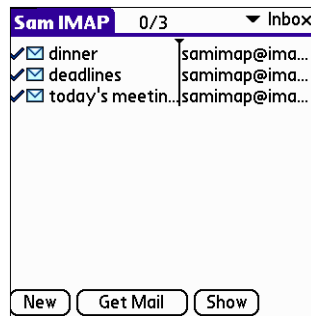 Sam IMAP 0/3 Inbox
dinner samimap@ima...
deadlines samimap@ima...
today's meetin... samimap@ima...
New Get Mail Show